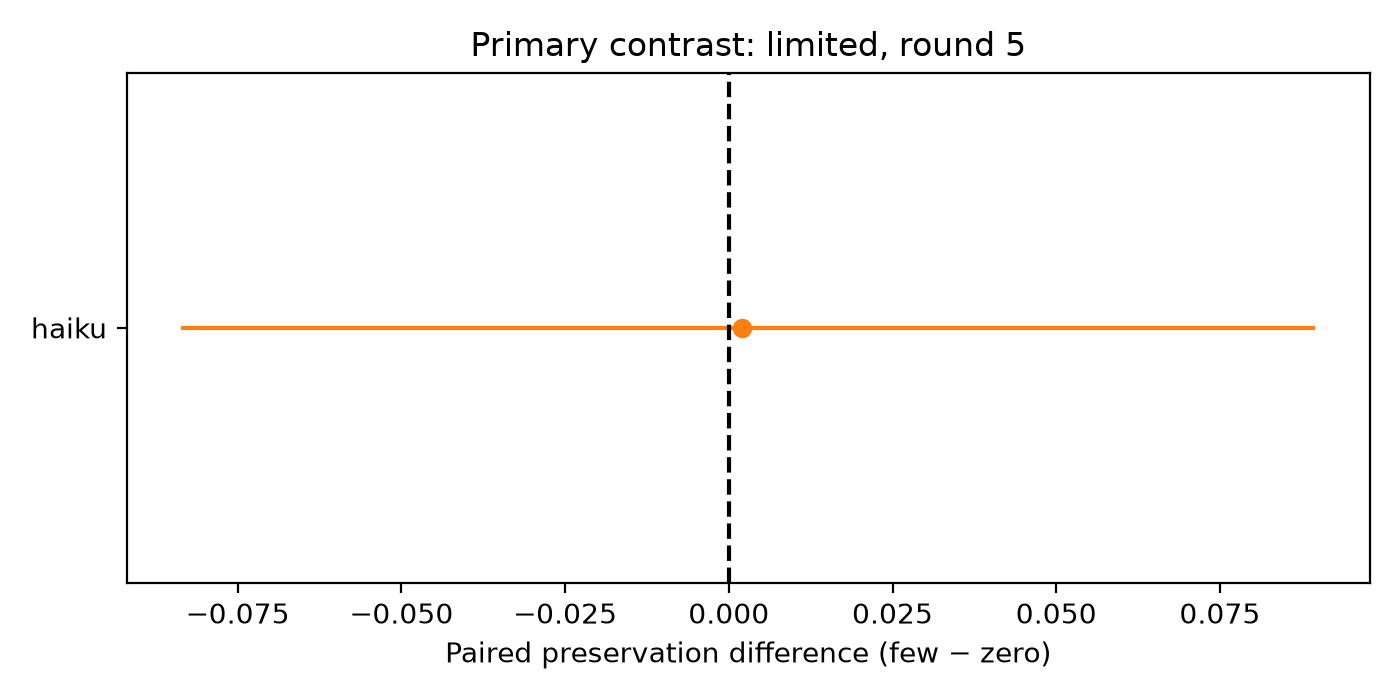 Primary contrast: limited, round 5
haiku
−0.075 −0.050 −0.025 0.000 0.025 0.050 0.075
Paired preservation difference (few − zero)